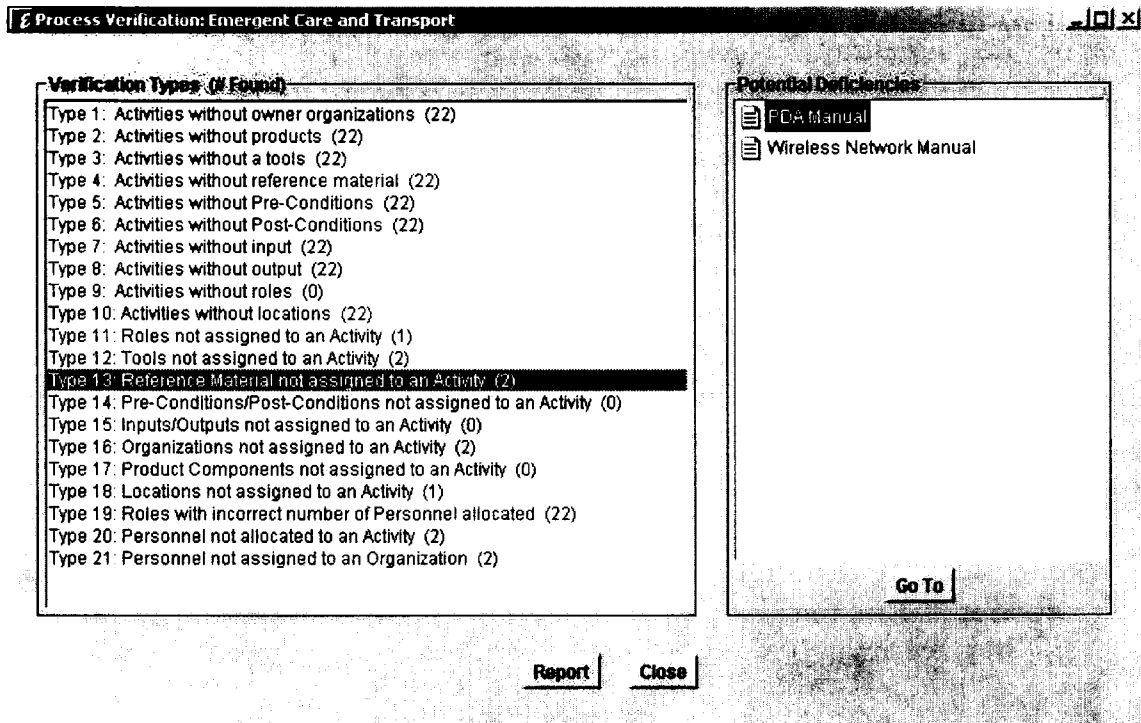 Process Verification: Emergent Care and Transport
Verification Types (# Found)
Type 1: Activities without owner organizations (22)
Type 2: Activities without products (22)
Type 3: Activities without a tools (22)
Type 4: Activities without reference material (22)
Type 5: Activities without Pre-Conditions (22)
Type 6: Activities without Post-Conditions (22)
Type 7: Activities without input (22)
Type 8: Activities without output (22)
Type 9: Activities without roles (0)
Type 10: Activities without locations (22)
Type 11: Roles not assigned to an Activity (1)
Type 12: Tools not assigned to an Activity (2)
Type 13: Reference Material not assigned to an Activity (2)
Type 14: Pre-Conditions/Post-Conditions not assigned to an Activity (0)
Type 15: Inputs/Outputs not assigned to an Activity (0)
Type 16: Organizations not assigned to an Activity (2)
Type 17: Product Components not assigned to an Activity (0)
Type 18: Locations not assigned to an Activity (1)
Type 19: Roles with incorrect number of Personnel allocated (22)
Type 20: Personnel not allocated to an Activity (2)
Type 21: Personnel not assigned to an Organization (2)
Potential Deficiencies
PDA Manual
Wireless Network Manual
Go To
Report
Close